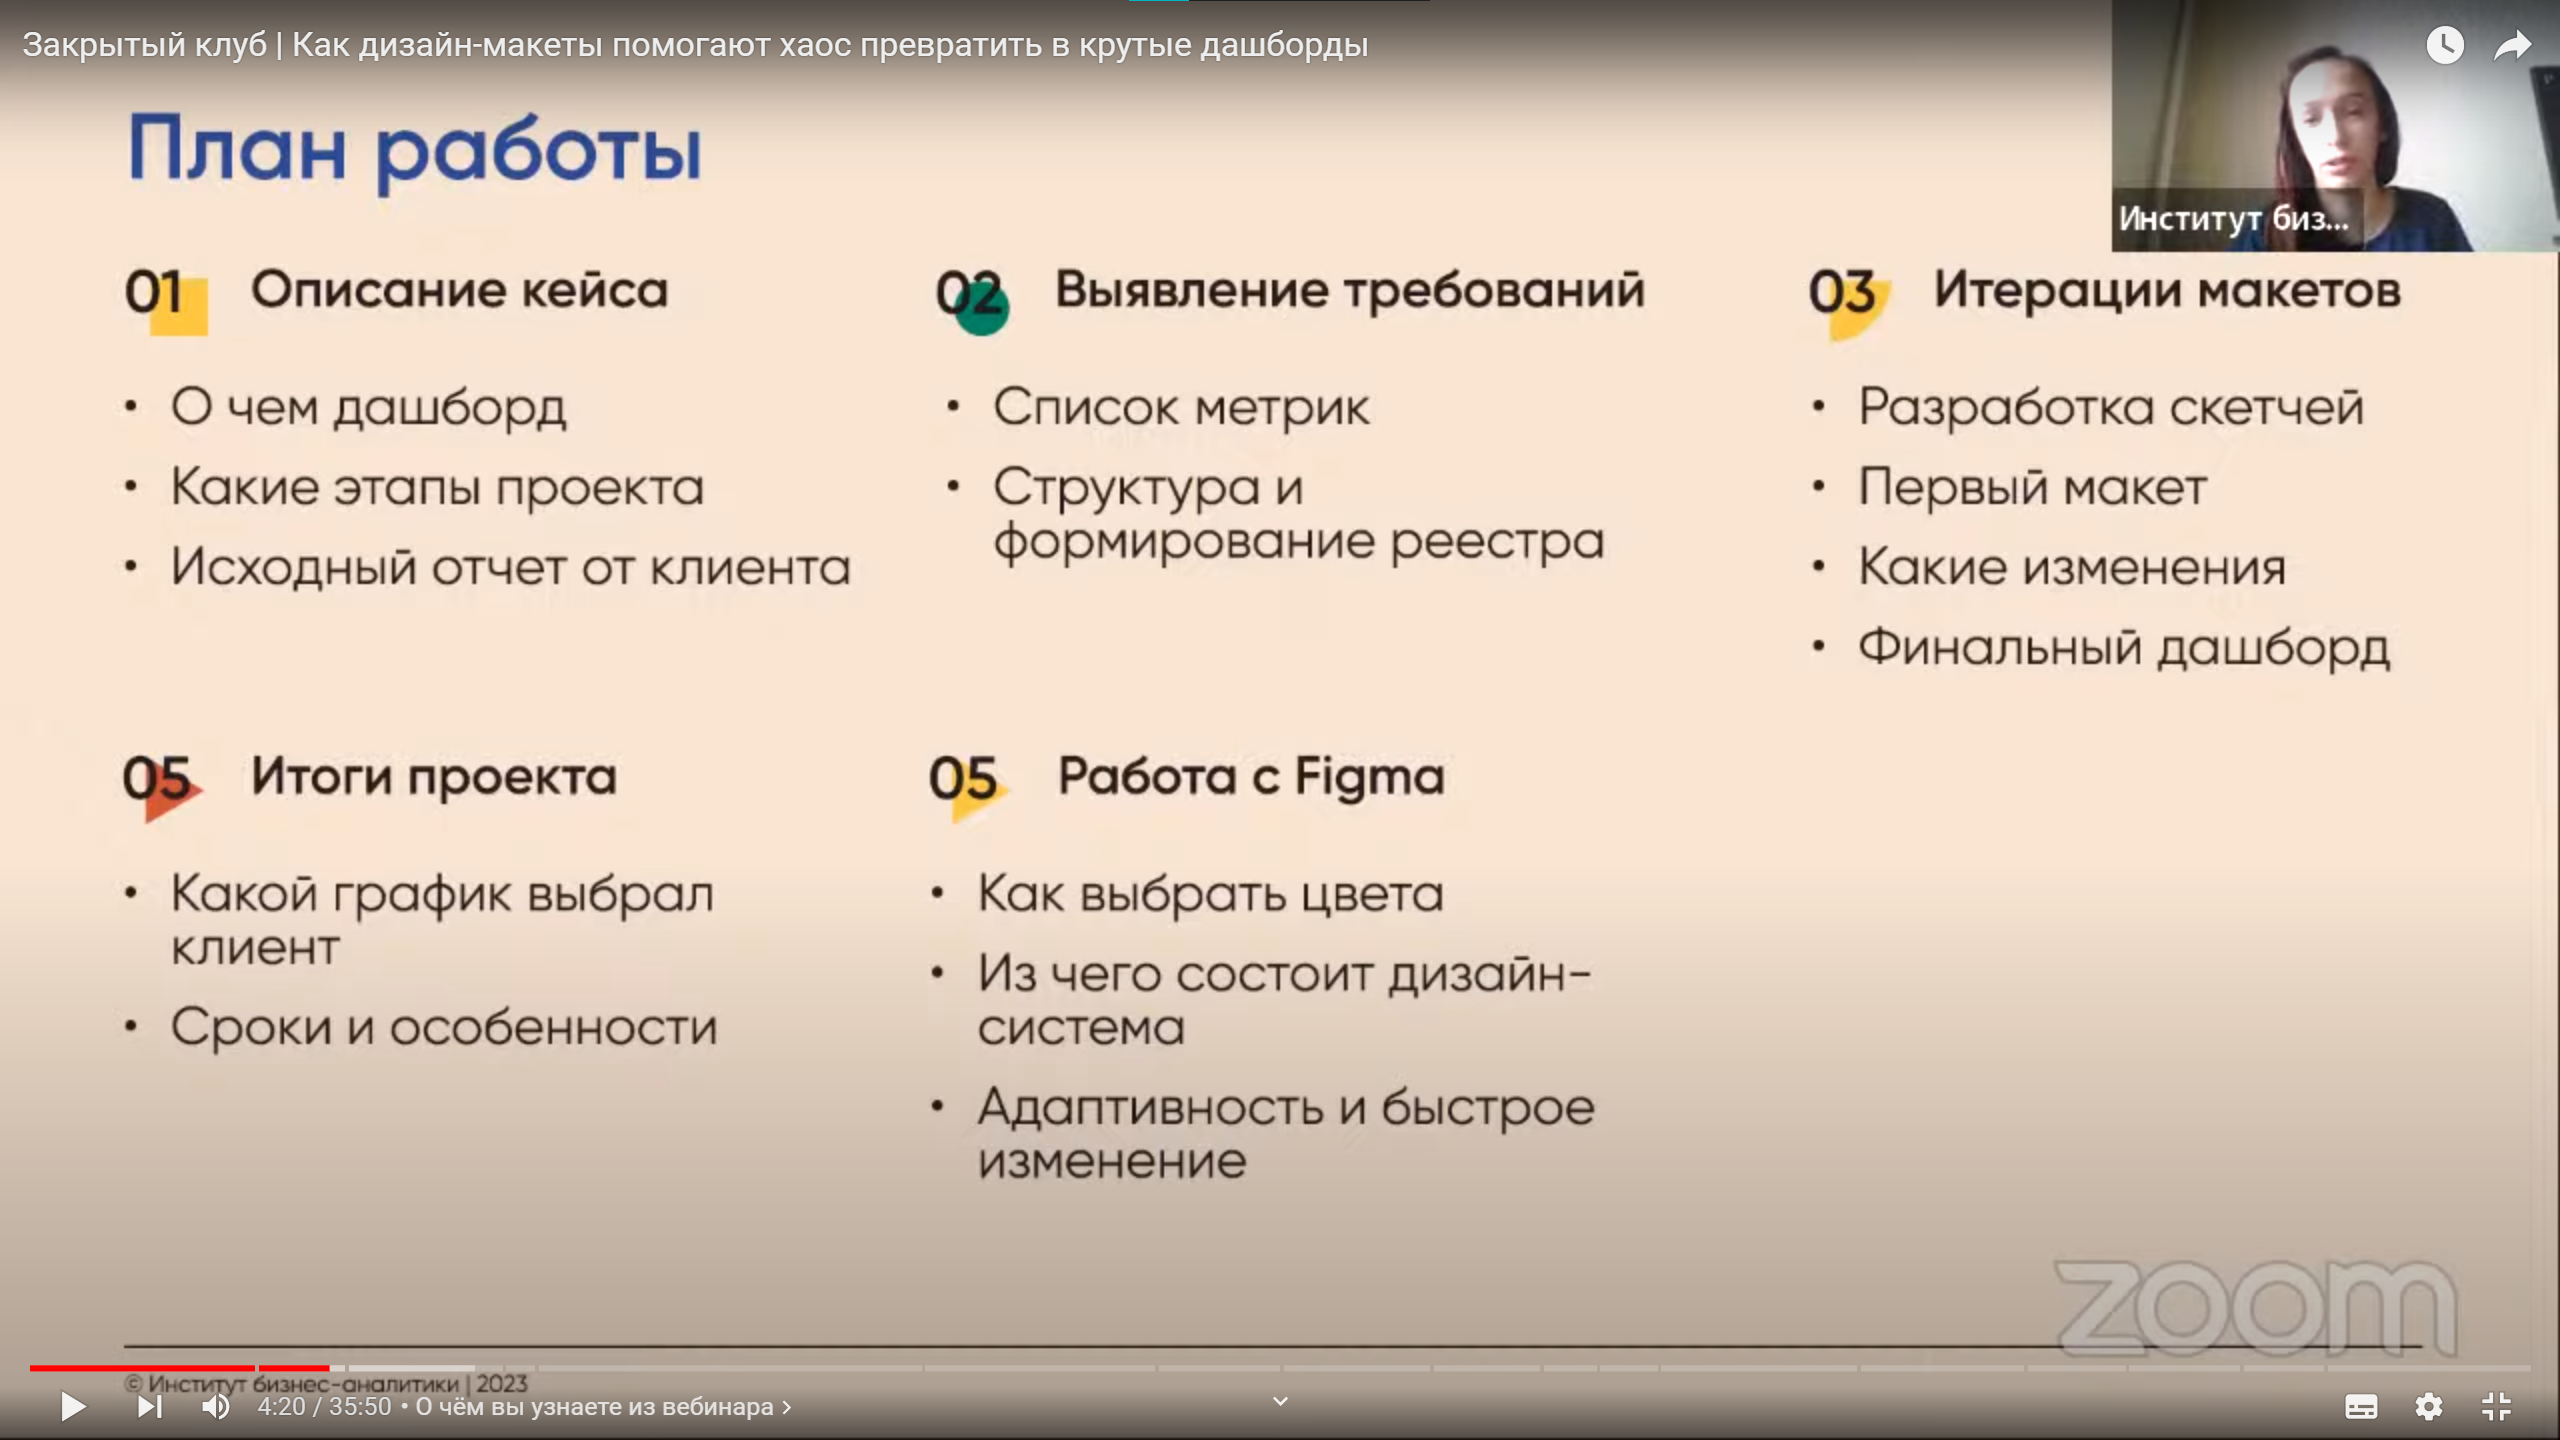 Закрытый клуб | Как дизайн-макеты помогают хаос превратить в крутые дашборды
Институт биз...
План работы
01 Описание кейса
• О чем дашборд
• Какие этапы проекта
• Исходный отчет от клиента
02 Выявление требований
• Список метрик
• Структура и
формирование реестра
03 Итерации макетов
• Разработка скетчей
• Первый макет
• Какие изменения
• Финальный дашборд
05 Итоги проекта
• Какой график выбрал
клиент
• Сроки и особенности
05 Работа с Figma
• Как выбрать цвета
• Из чего состоит дизайн-
система
• Адаптивность и быстрое
изменение
zoom
© Институт бизнес-аналитики | 2023
4:20 / 35:50 • О чём вы узнаете из вебинара